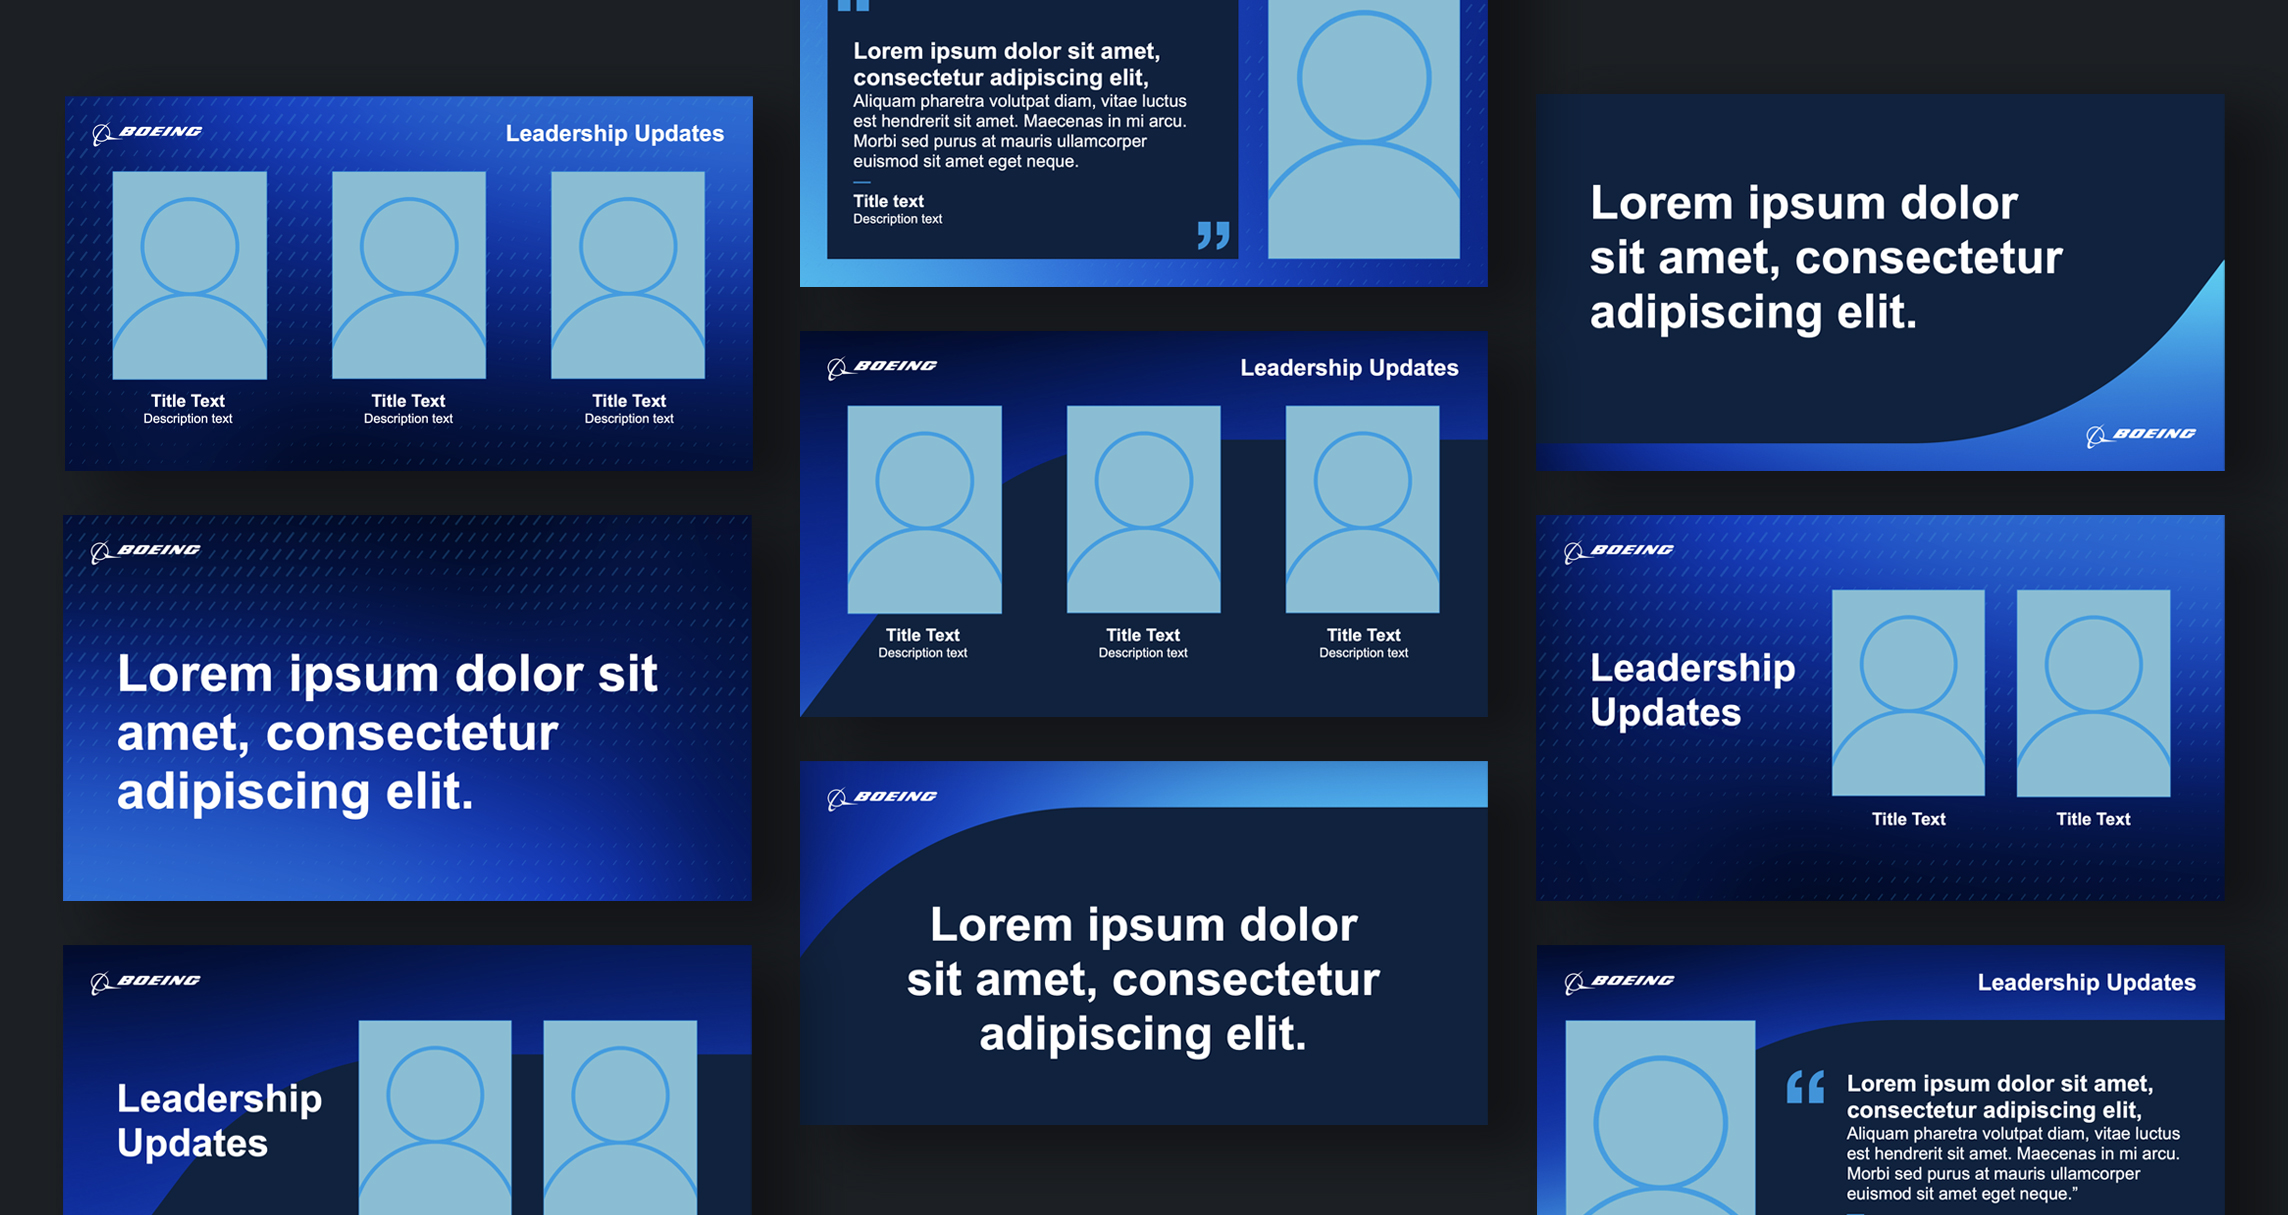 BOEING
Leadership Updates
Title Text
Description text
Title Text
Description text
Title Text
Description text
BOEING
Lorem ipsum dolor sit
amet, consectetur
adipiscing elit.
BOEING
Leadership
Updates
Lorem ipsum dolor sit amet,
consectetur adipiscing elit,
Aliquam pharetra volutpat diam, vitae luctus
est hendrerit sit amet. Maecenas in mi arcu.
Morbi sed purus at mauris ullamcorper
euismod sit amet eget neque.
Title text
Description text
”
BOEING
Leadership Updates
Title Text
Description text
Title Text
Description text
Title Text
Description text
BOEING
Lorem ipsum dolor
sit amet, consectetur
adipiscing elit.
Lorem ipsum dolor
sit amet, consectetur
adipiscing elit.
BOEING
BOEING
Leadership
Updates
Title Text
Title Text
BOEING
Leadership Updates
“
Lorem ipsum dolor sit amet,
consectetur adipiscing elit,
Aliquam pharetra volutpat diam, vitae luctus
est hendrerit sit amet. Maecenas in mi arcu.
Morbi sed purus at mauris ullamcorper
euismod sit amet eget neque.”